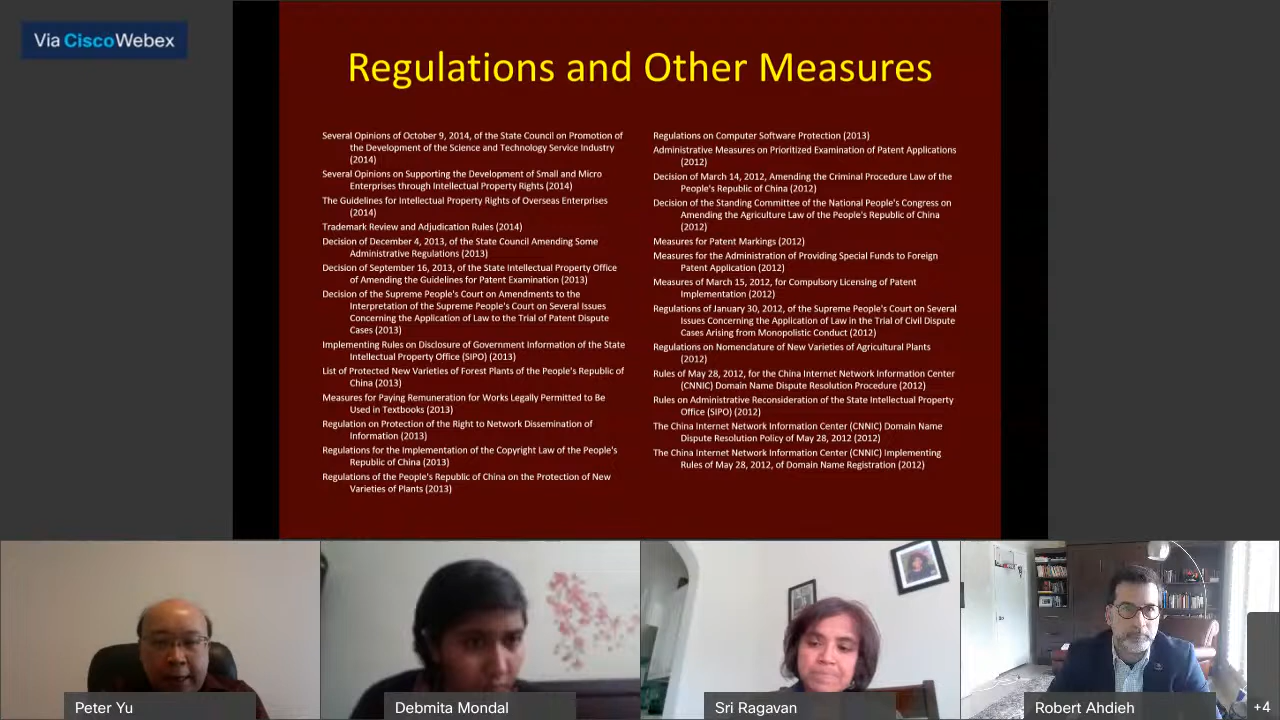 Via Cisco Webex
Regulations and Other Measures
Several Opinions of October 9, 2014, of the State Council on Promotion of
the Development of the Science and Technology Service Industry
(2014)
Several Opinions on Supporting the Development of Small and Micro
Enterprises through Intellectual Property Rights (2014)
The Guidelines for Intellectual Property Rights of Overseas Enterprises
(2014)
Trademark Review and Adjudication Rules (2014)
Decision of December 4, 2013, of the State Council Amending Some
Administrative Regulations (2013)
Decision of September 16, 2013, of the State Intellectual Property Office
of Amending the Guidelines for Patent Examination (2013)
Decision of the Supreme People's Court on Amendments to the
Interpretation of the Supreme People's Court on Several Issues
Concerning the Application of Law to the Trial of Patent Dispute
Cases (2013)
Implementing Rules on Disclosure of Government Information of the State
Intellectual Property Office (SIPO) (2013)
List of Protected New Varieties of Forest Plants of the People's Republic of
China (2013)
Measures for Paying Remuneration for Works Legally Permitted to Be
Used in Textbooks (2013)
Regulation on Protection of the Right to Network Dissemination of
Information (2013)
Regulations for the Implementation of the Copyright Law of the People's
Republic of China (2013)
Regulations of the People's Republic of China on the Protection of New
Varieties of Plants (2013)
Regulations on Computer Software Protection (2013)
Administrative Measures on Prioritized Examination of Patent Applications
(2012)
Decision of March 14, 2012, Amending the Criminal Procedure Law of the
People's Republic of China (2012)
Decision of the Standing Committee of the National People's Congress on
Amending the Agriculture Law of the People's Republic of China
(2012)
Measures for Patent Markings (2012)
Measures for the Administration of Providing Special Funds to Foreign
Patent Application (2012)
Measures of March 15, 2012, for Compulsory Licensing of Patent
Implementation (2012)
Regulations of January 30, 2012, of the Supreme People's Court on Several
Issues Concerning the Application of Law in the Trial of Civil Dispute
Cases Arising from Monopolistic Conduct (2012)
Regulations on Nomenclature of New Varieties of Agricultural Plants
(2012)
Rules of May 28, 2012, for the China Internet Network Information Center
(CNNIC) Domain Name Dispute Resolution Procedure (2012)
Rules on Administrative Reconsideration of the State Intellectual Property
Office (SIPO) (2012)
The China Internet Network Information Center (CNNIC) Domain Name
Dispute Resolution Policy of May 28, 2012 (2012)
The China Internet Network Information Center (CNNIC) Implementing
Rules of May 28, 2012, of Domain Name Registration (2012)
Peter Yu
Debmita Mondal
Sri Ragavan
Robert Ahdieh
+4